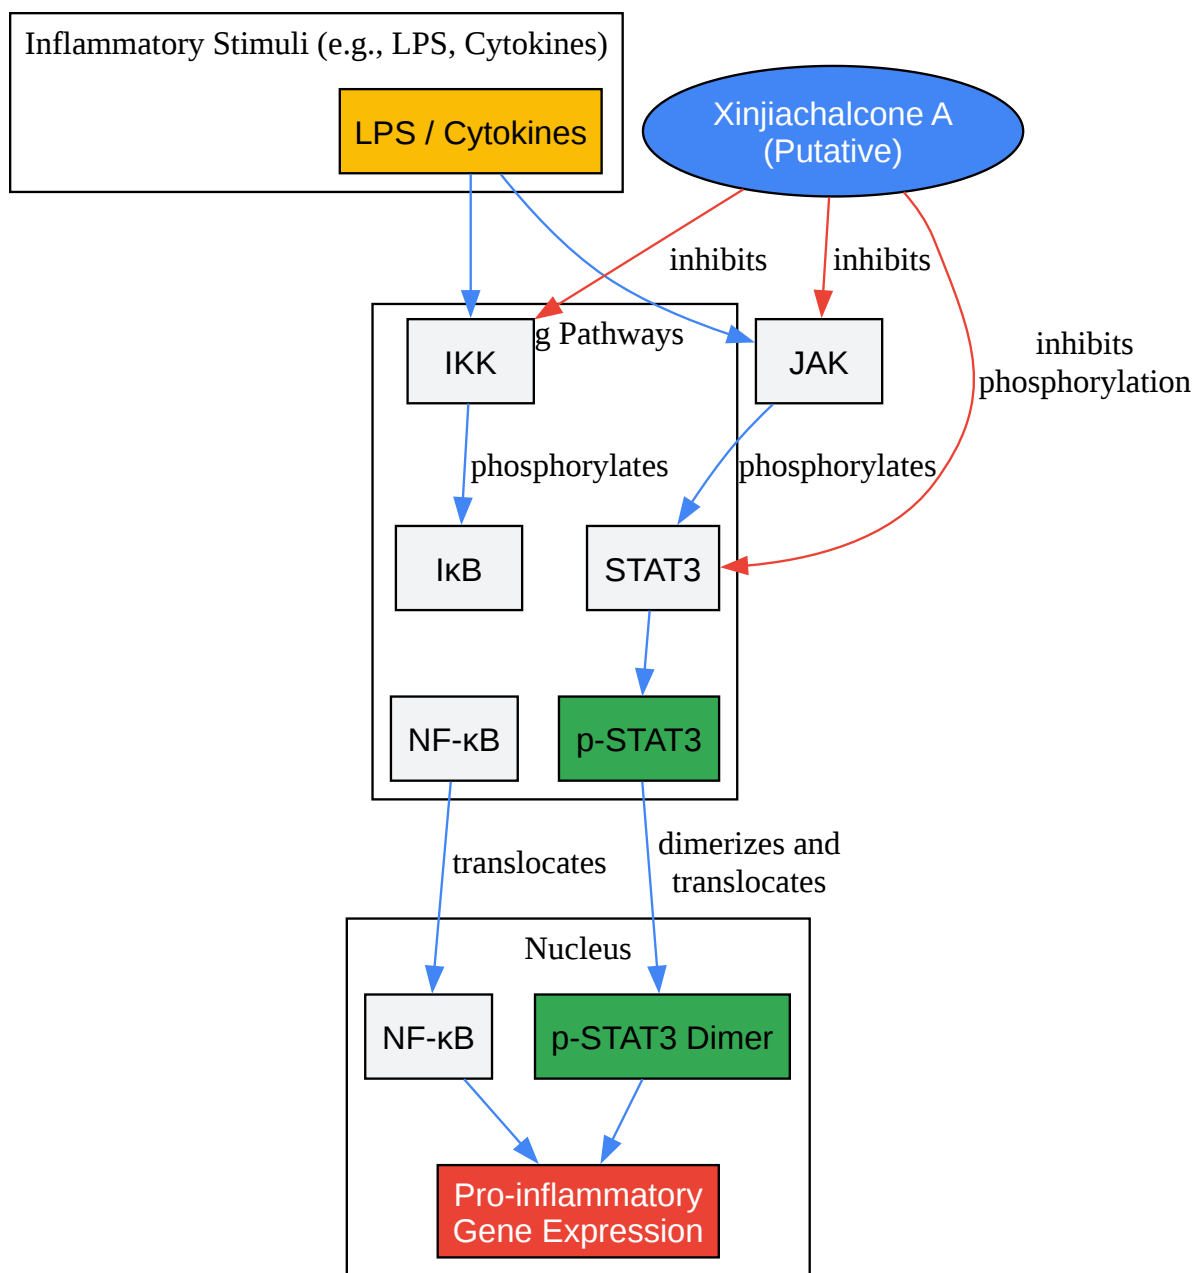 Inflammatory Stimuli (e.g., LPS, Cytokines)
LPS / Cytokines
Xinjiachalcone A
(Putative)
inhibits
inhibits
inhibits
phosphorylation
g Pathways
IKK
JAK
phosphorylates
phosphorylates
IκB
STAT3
NF-κB
p-STAT3
translocates
dimerizes and
translocates
Nucleus
NF-κB
p-STAT3 Dimer
Pro-inflammatory
Gene Expression